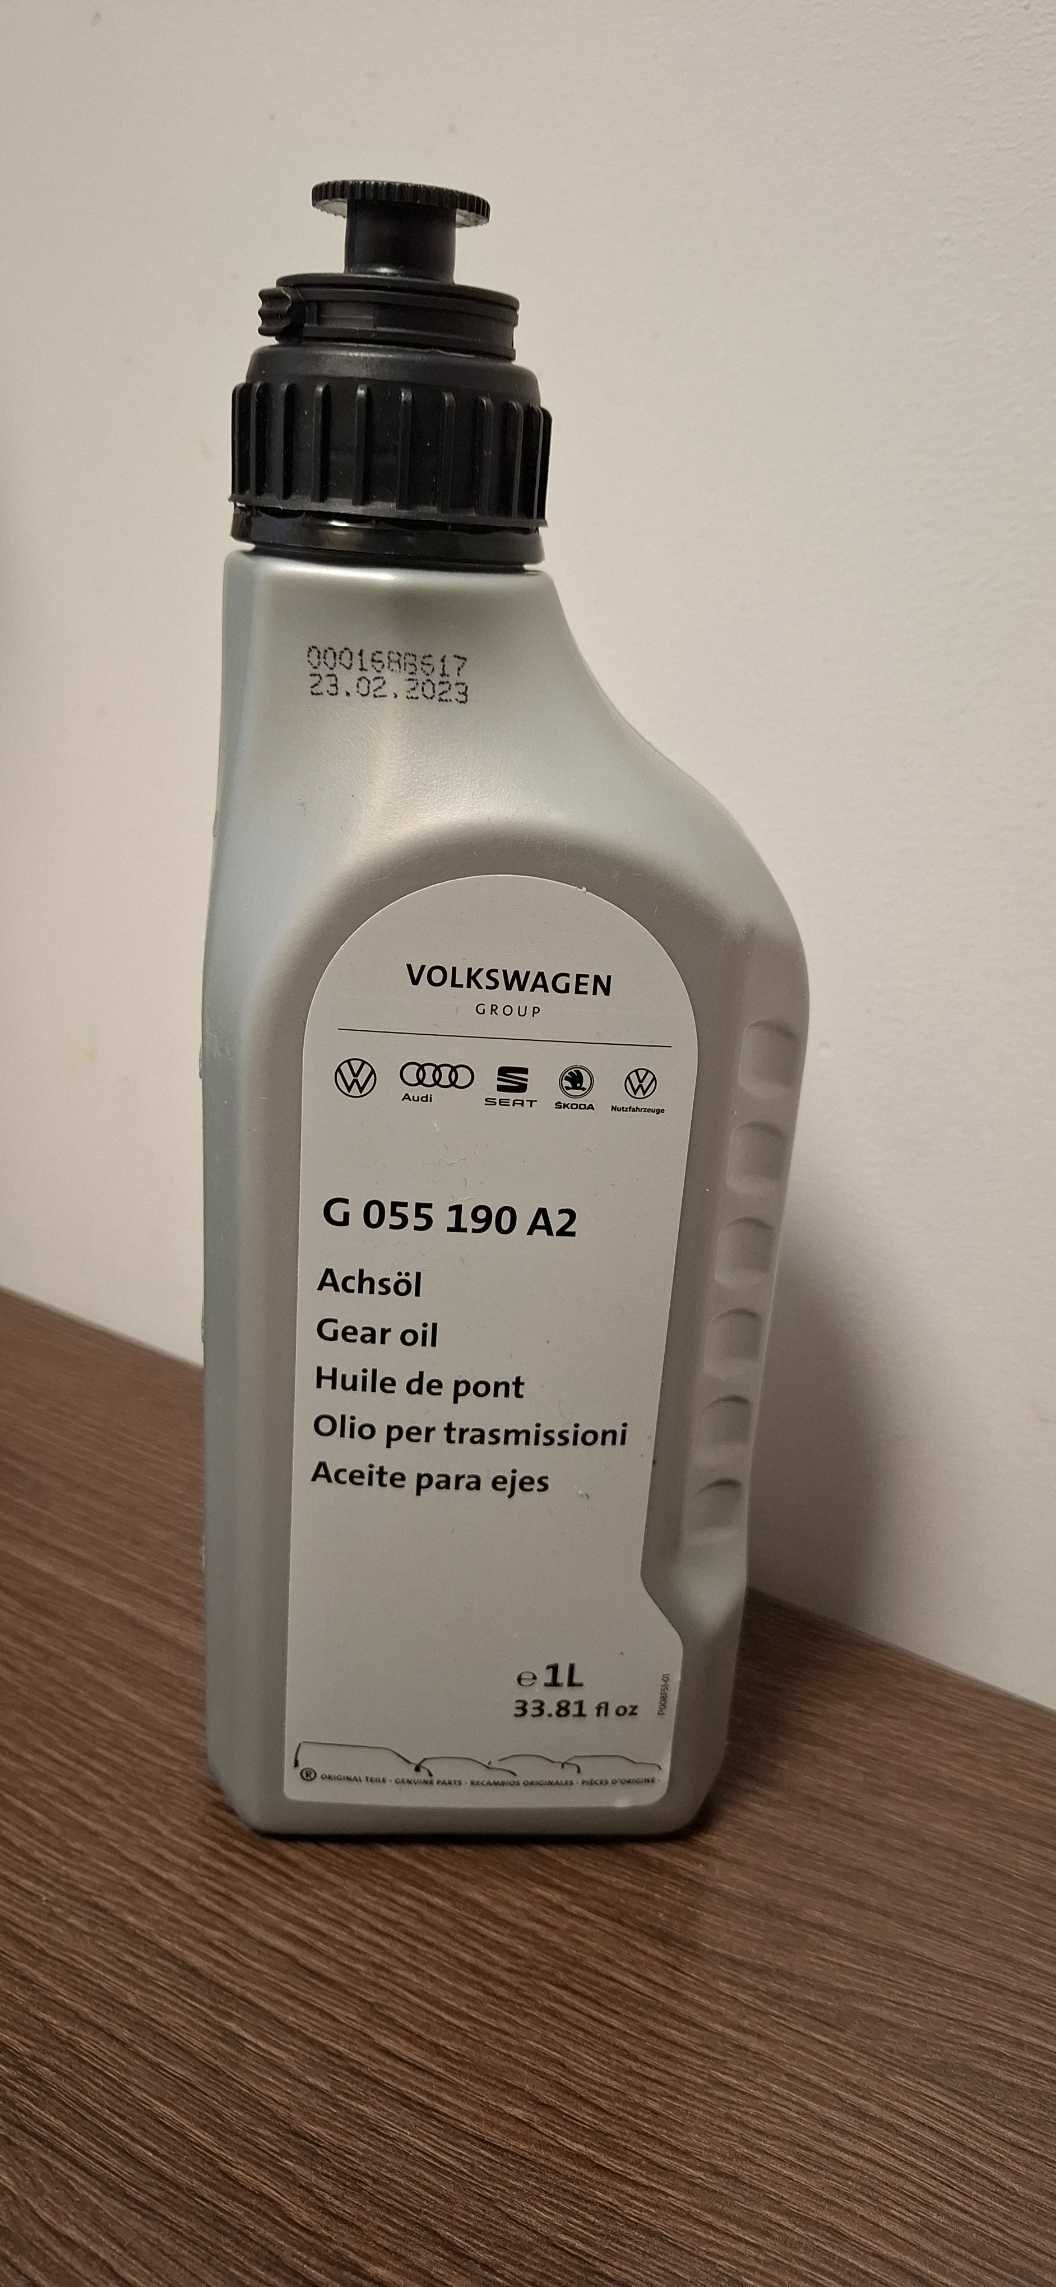 0001688617
23.02.2023
VOLKSWAGEN
GROUP
Audi SEAT ŠKODA Nutzfahrzeuge
G 055 190 A2
Achsöl
Gear oil
Huile de pont
Olio per trasmissioni
Aceite para ejes
e 1L
33.81 fl oz
® ORIGINAL TEILE · GENUINE PARTS · RECAMBIOS ORIGINALES · PIÈCES D'ORIGINE ·